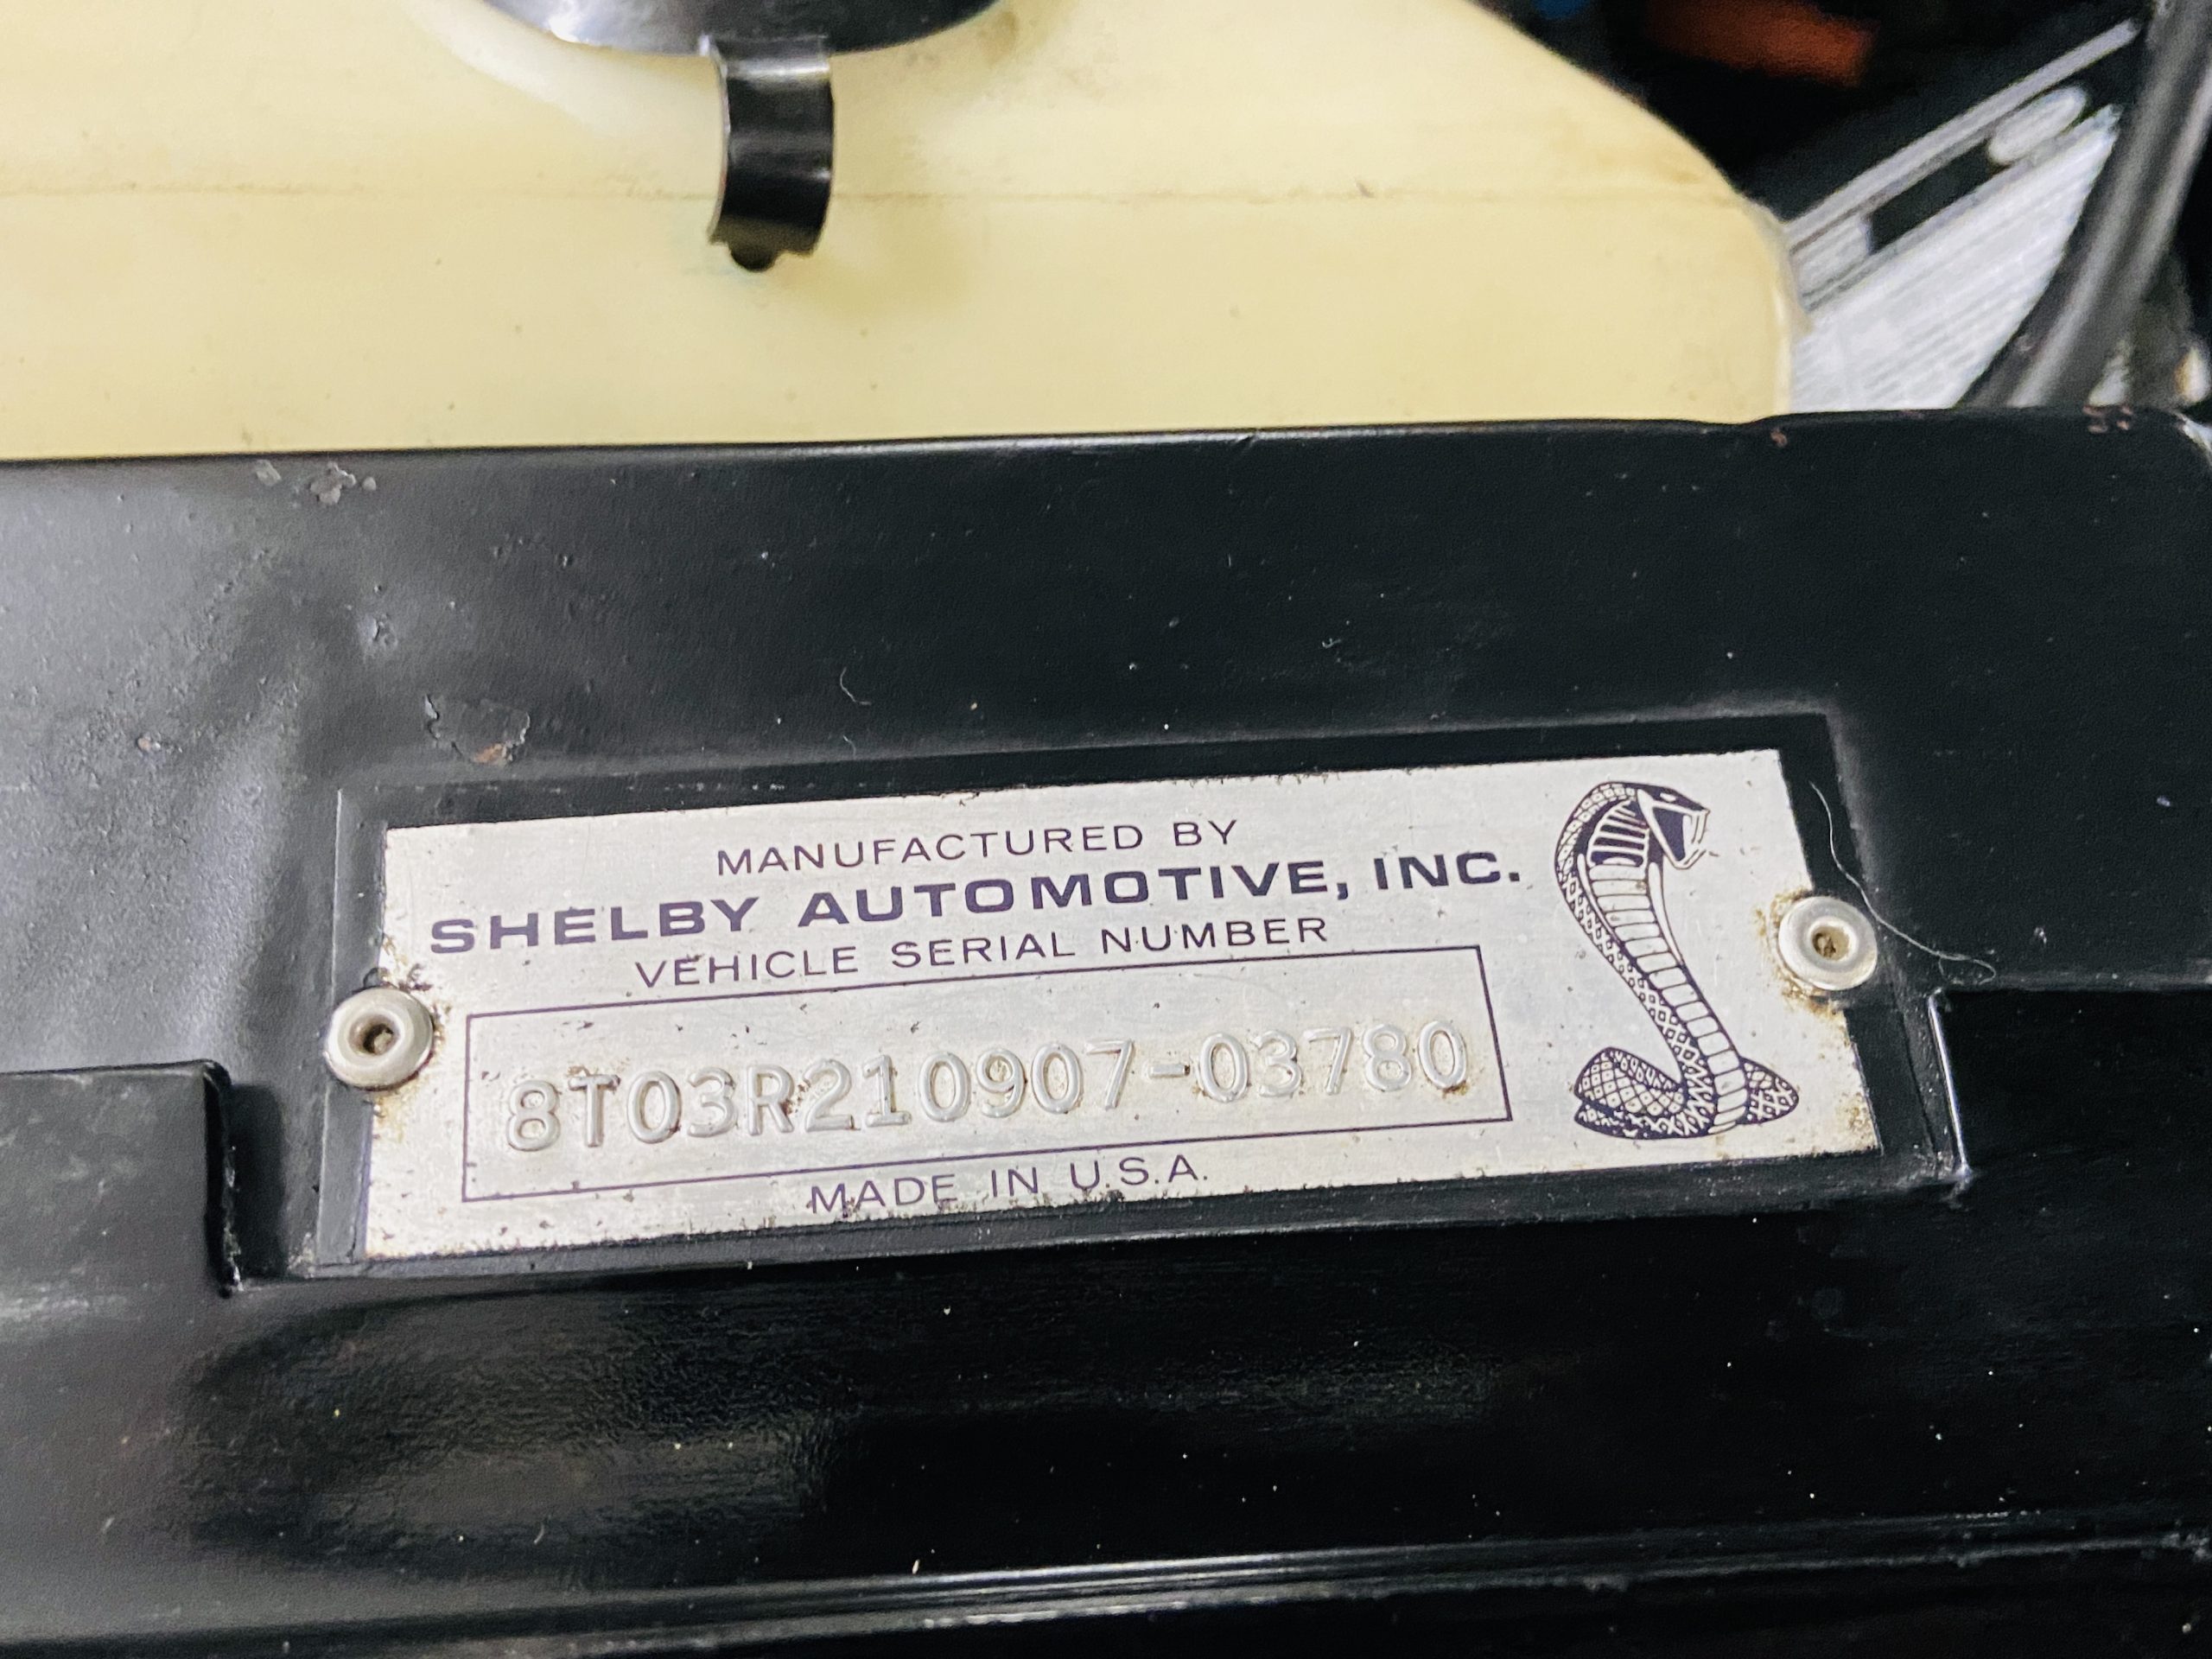 MANUFACTURED BY
SHELBY AUTOMOTIVE, INC.
VEHICLE SERIAL NUMBER
8T03R210907-03780
MADE IN U.S.A.